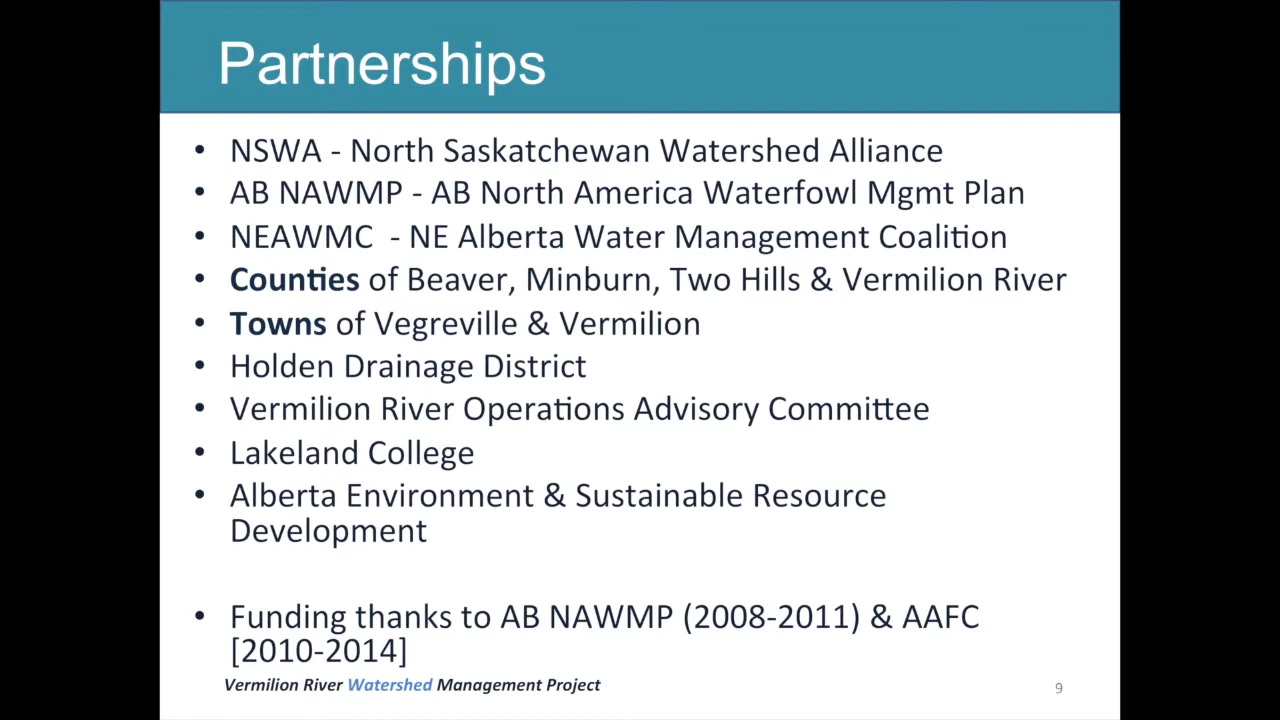 Partnerships
• NSWA - North Saskatchewan Watershed Alliance
• AB NAWMP - AB North America Waterfowl Mgmt Plan
• NEAWMC  - NE Alberta Water Management Coalition
• Counties of Beaver, Minburn, Two Hills & Vermilion River
• Towns of Vegreville & Vermilion
• Holden Drainage District
• Vermilion River Operations Advisory Committee
• Lakeland College
• Alberta Environment & Sustainable Resource
Development
• Funding thanks to AB NAWMP (2008-2011) & AAFC
[2010-2014]
Vermilion River Watershed Management Project
9